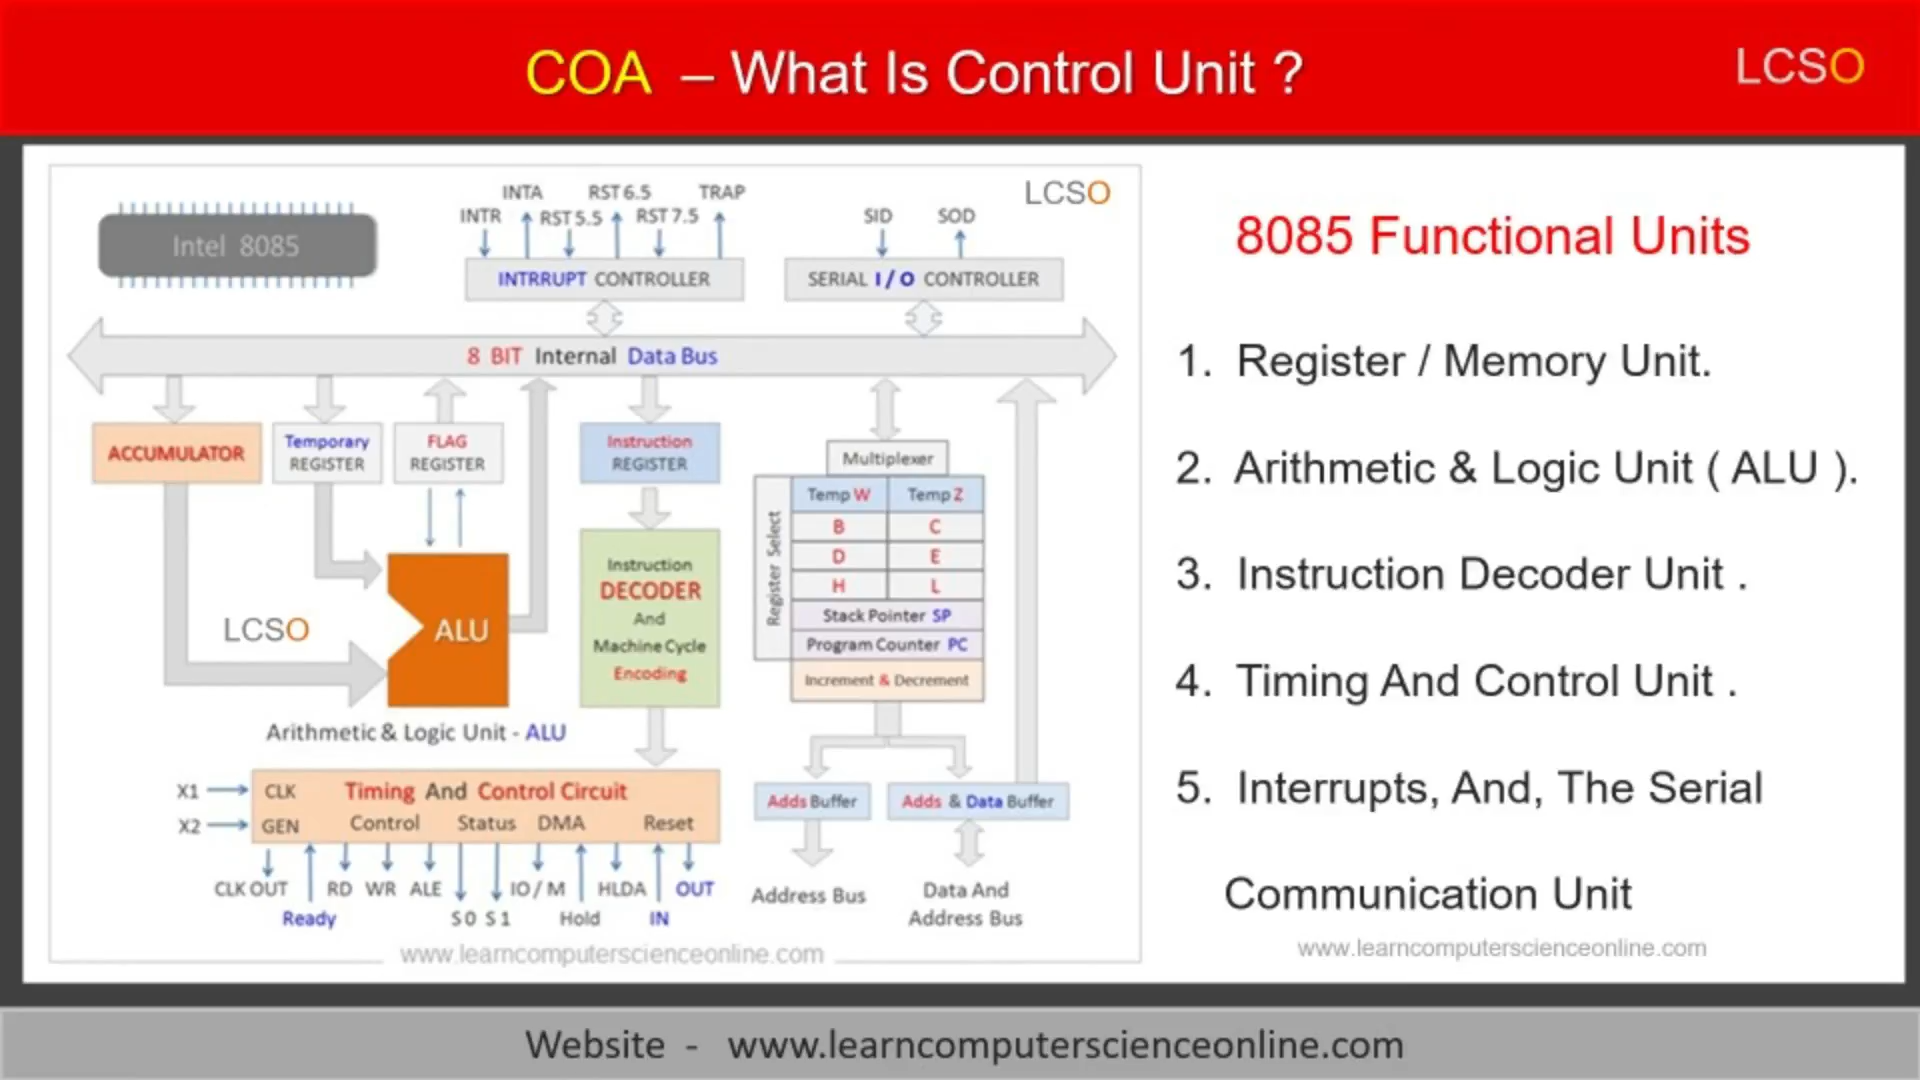 COA – What Is Control Unit ?
LCSO
LCSO
Intel 8085
INTA RST 6.5 TRAP
INTR RST 5.5 RST 7.5
SID SOD
INTRRUPT CONTROLLER
SERIAL I / O CONTROLLER
8 BIT Internal Data Bus
ACCUMULATOR
Temporary
REGISTER
FLAG
REGISTER
Instruction
REGISTER
Multiplexer
Register Select
Temp W Temp Z
B C
D E
H L
Stack Pointer SP
Program Counter PC
Increment & Decrement
Instruction
DECODER
And
Machine Cycle
Encoding
LCSO
ALU
Arithmetic & Logic Unit - ALU
X1
X2
CLK Timing And Control Circuit
GEN Control Status DMA Reset
CLK OUT RD WR ALE IO / M HLDA OUT
Ready S 0 S 1 Hold IN
Adds Buffer
Adds & Data Buffer
Address Bus
Data And
Address Bus
www.learncomputerscienceonline.com
8085 Functional Units
1. Register / Memory Unit.
2. Arithmetic & Logic Unit ( ALU ).
3. Instruction Decoder Unit .
4. Timing And Control Unit .
5. Interrupts, And, The Serial
Communication Unit
www.learncomputerscienceonline.com
Website - www.learncomputerscienceonline.com